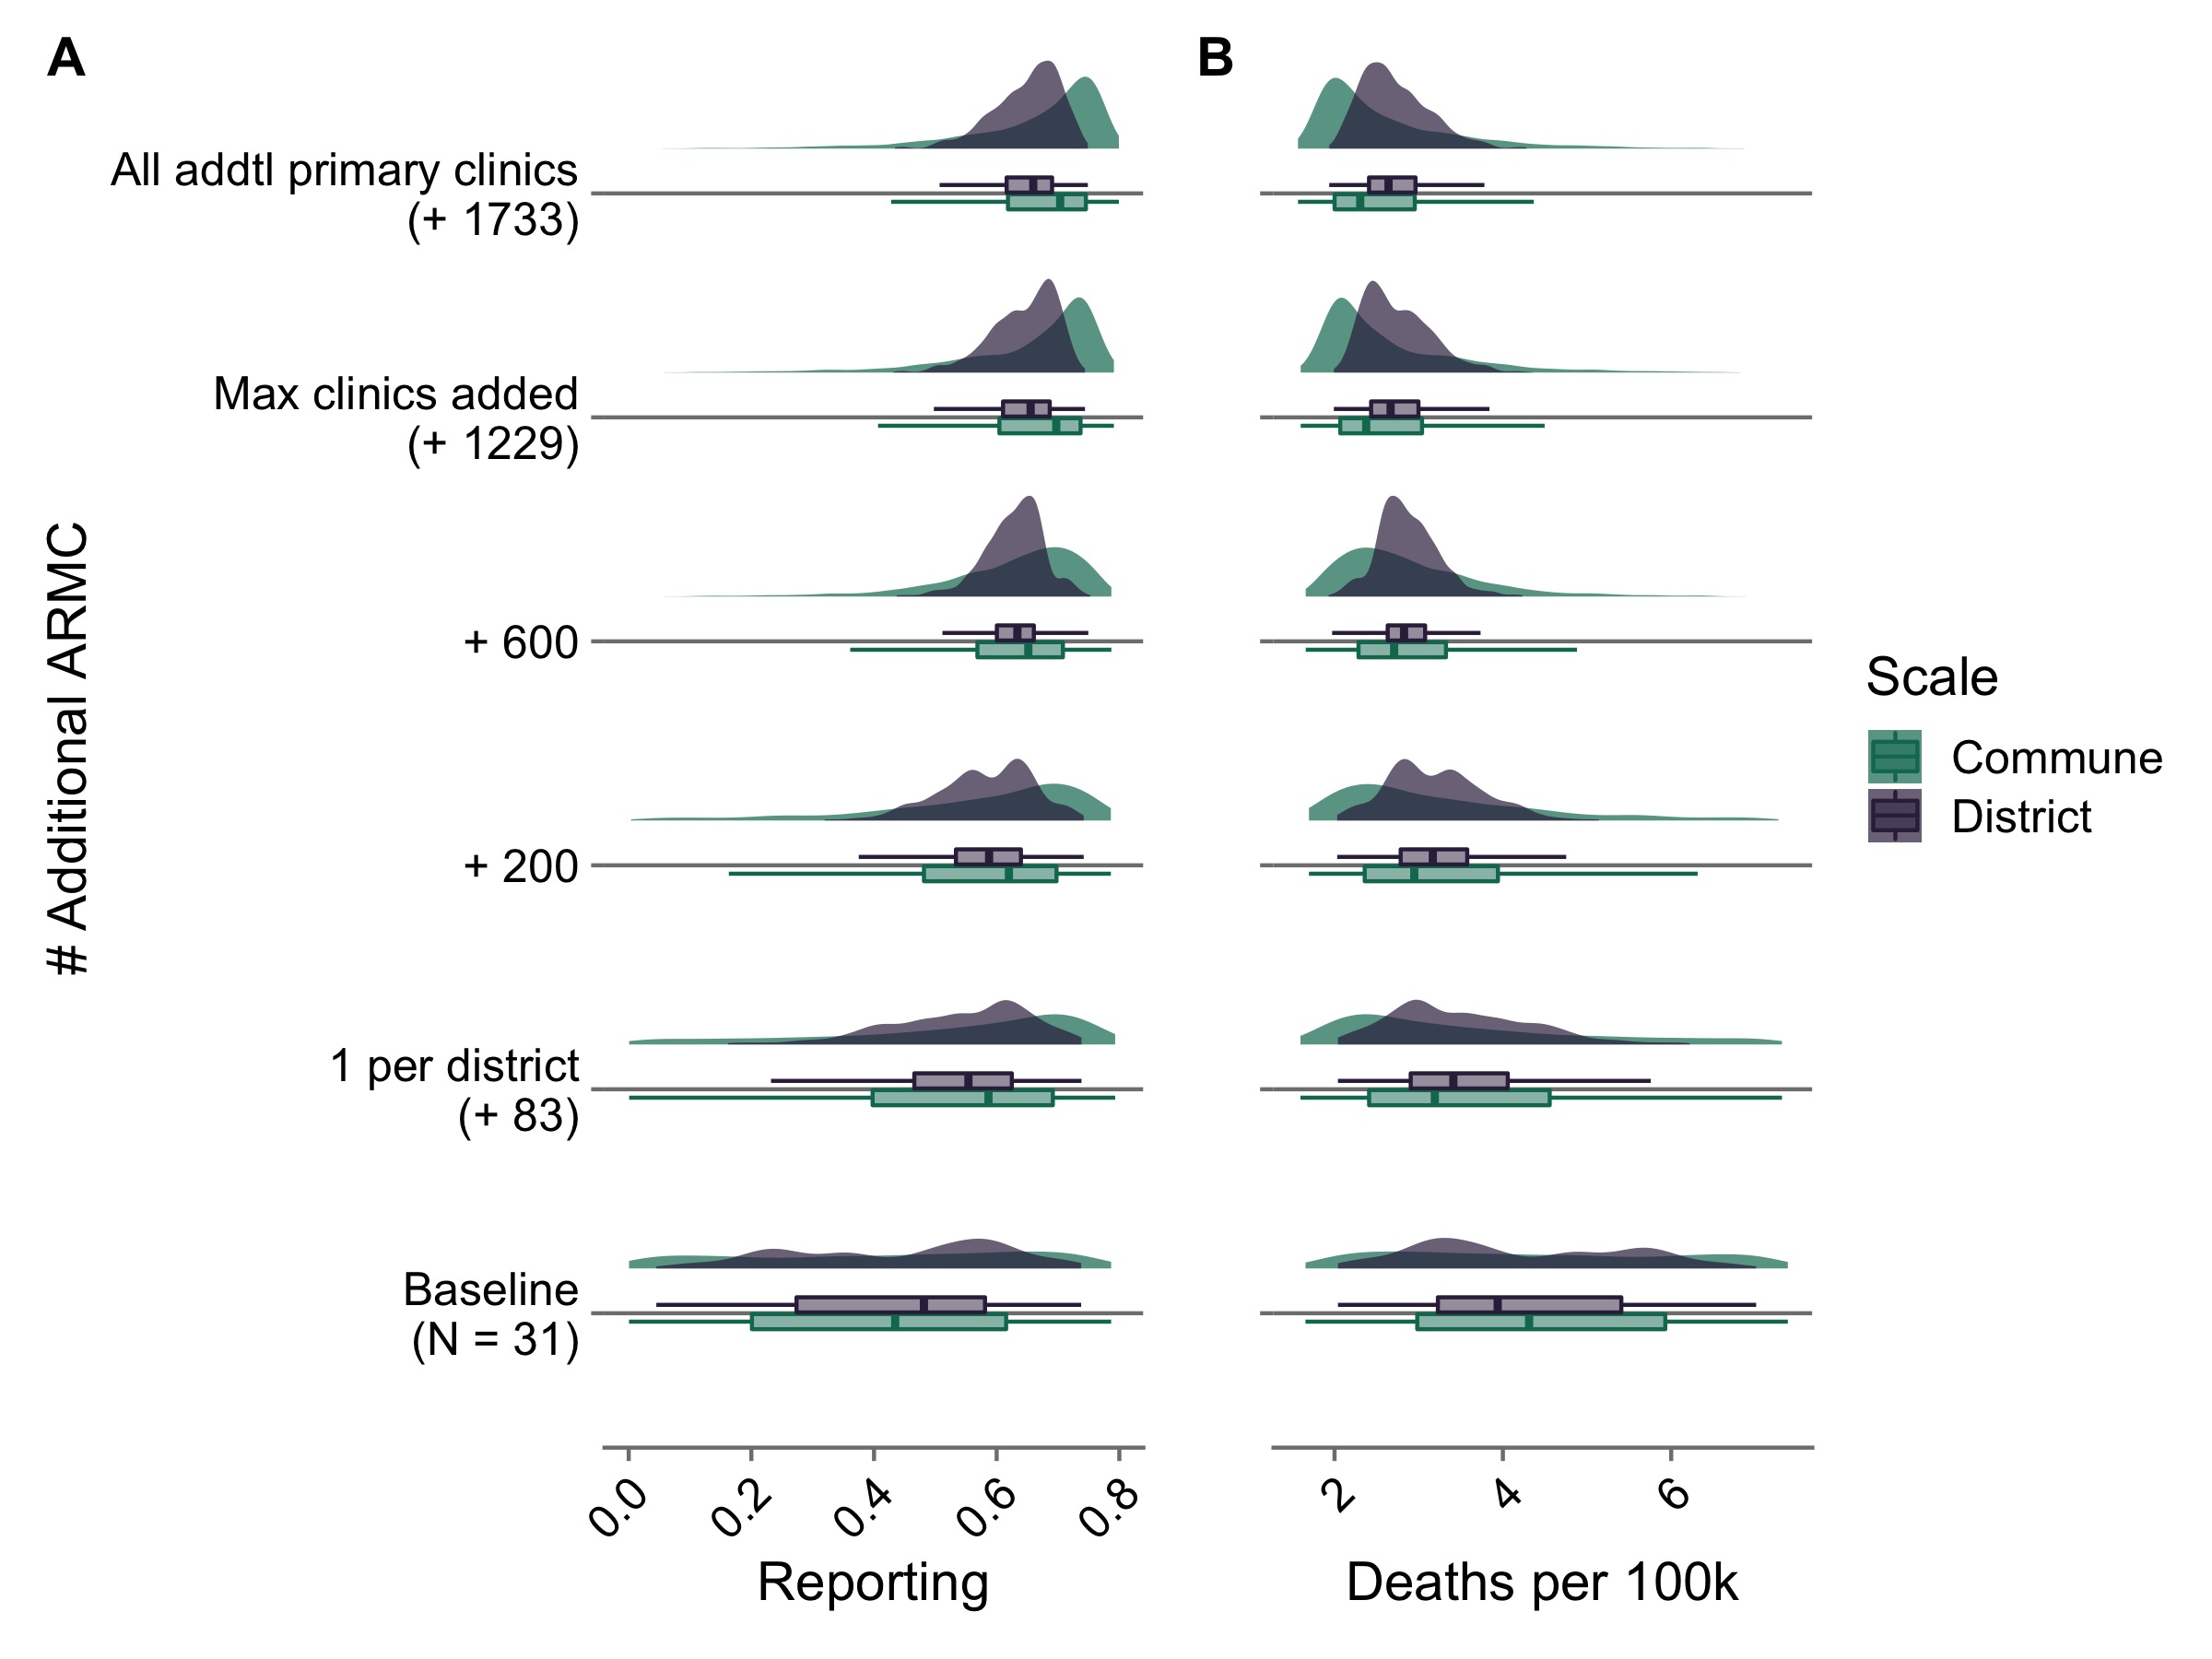 A
B
All addtl primary clinics
(+ 1733)
Max clinics added
(+ 1229)
+ 600
+ 200
1 per district
(+ 83)
Baseline
(N = 31)
# Additional ARMC
0.0
0.2
0.4
0.6
0.8
Reporting
2
4
6
Deaths per 100k
Scale
Commune
District